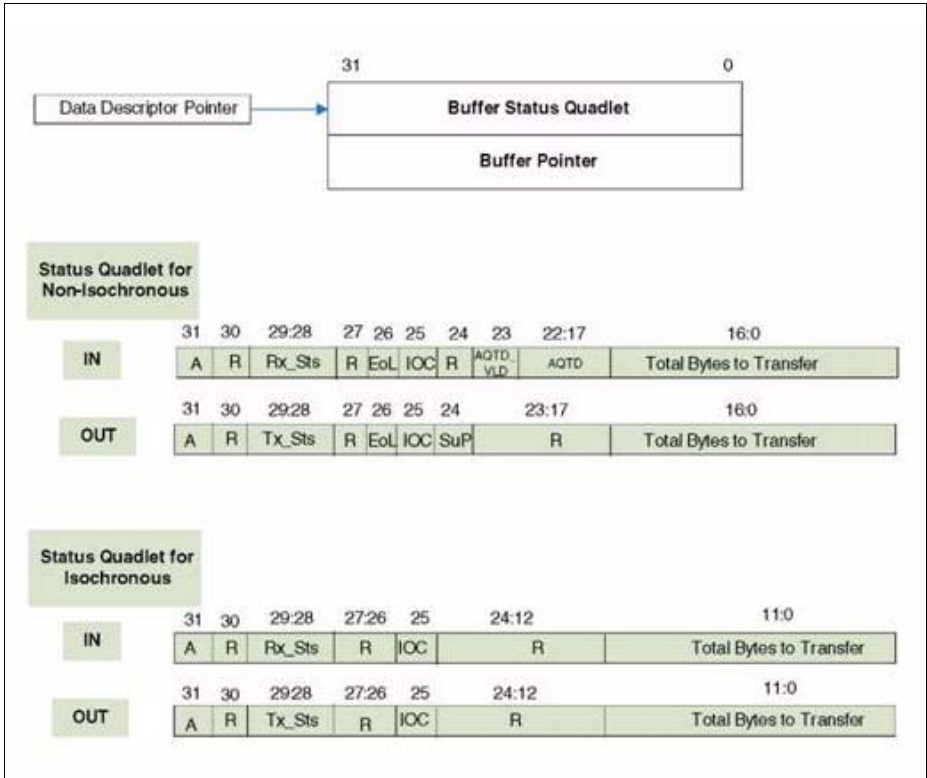 31 0
Data Descriptor Pointer
Buffer Status Quadlet
Buffer Pointer
Status Quadlet for
Non-Isochronous
31 30 29:28 27 26 25 24 23 22:17 16:0
IN
A R Rx_Sts R EoL IOC R AQTD_ VLD AQTD Total Bytes to Transfer
31 30 29:28 27 26 25 24 23:17 16:0
OUT
A R Tx_Sts R EoL IOC SuP R Total Bytes to Transfer
Status Quadlet for
Isochronous
31 30 29:28 27:26 25 24:12 11:0
IN
A R Rx_Sts R IOC R Total Bytes to Transfer
31 30 29:28 27:26 25 24:12 11:0
OUT
A R Tx_Sts R IOC R Total Bytes to Transfer